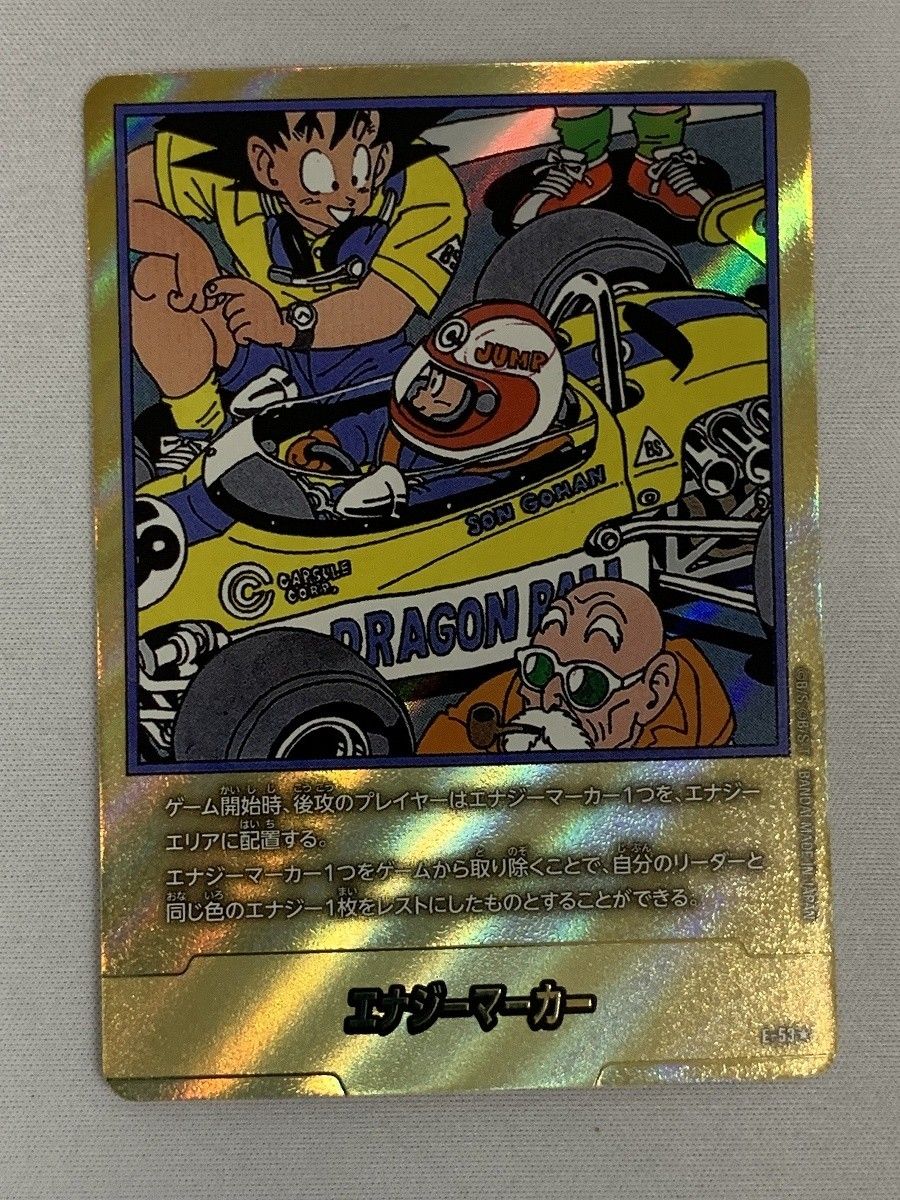 BS
C JUMP
BS
SON GOHAN
CAPSULE
CORP.
DRAGON BALL
ゲーム開始時、後攻のプレイヤーはエナジーマーカー1つを、エナジー
エリアに配置する。
エナジーマーカー1つをゲームから取り除くことで、自分のリーダーと
同じ色のエナジー1枚をレストにしたものとすることができる。
エナジーマーカー
E-53★
BANDAI MADE IN JAPAN